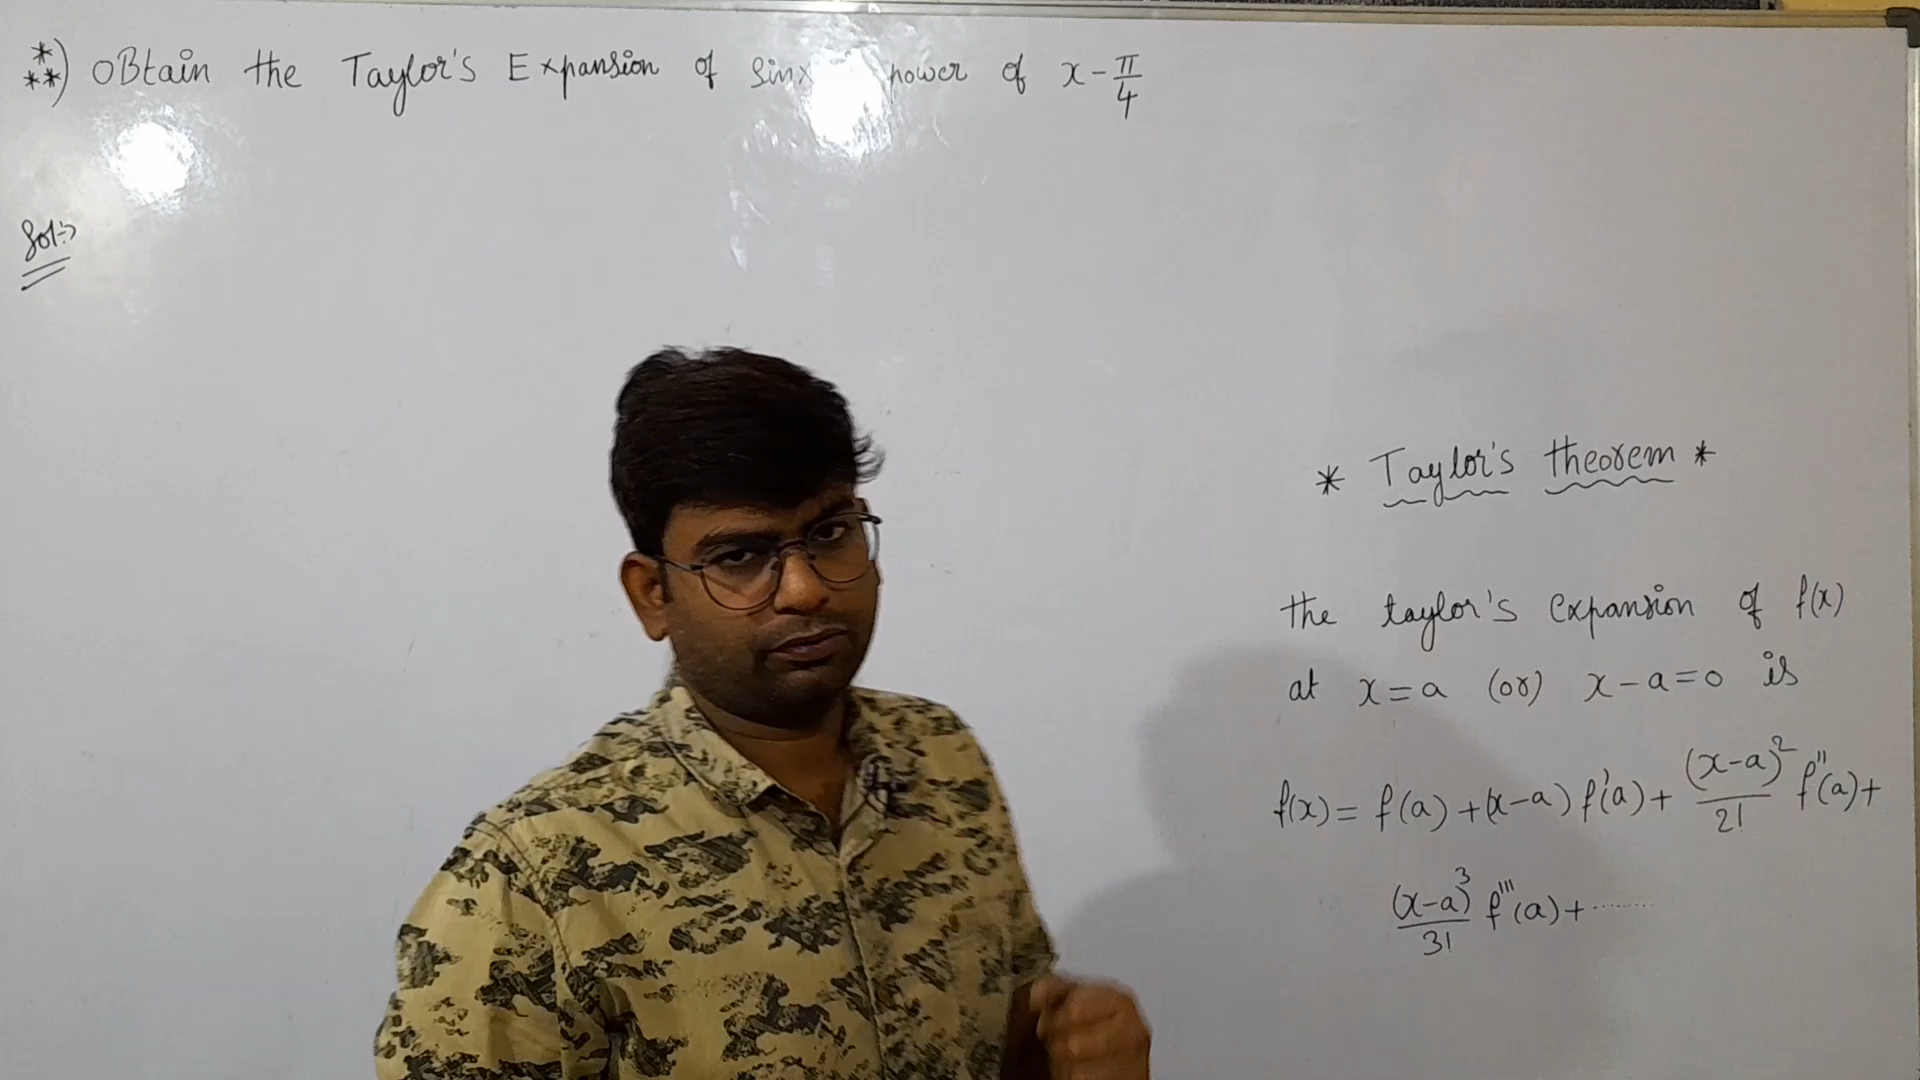 ***) OBtain the Taylor's Expansion of sinx power of x-π/4
Sol:>
* Taylor's theorem *
the taylor's expansion of f(x)
at x=a (or) x-a=0 is
f(x)= f(a)+(x-a) f'(a)+ (x-a)²/2! f''(a)+
(x-a)³/3! f'''(a)+........